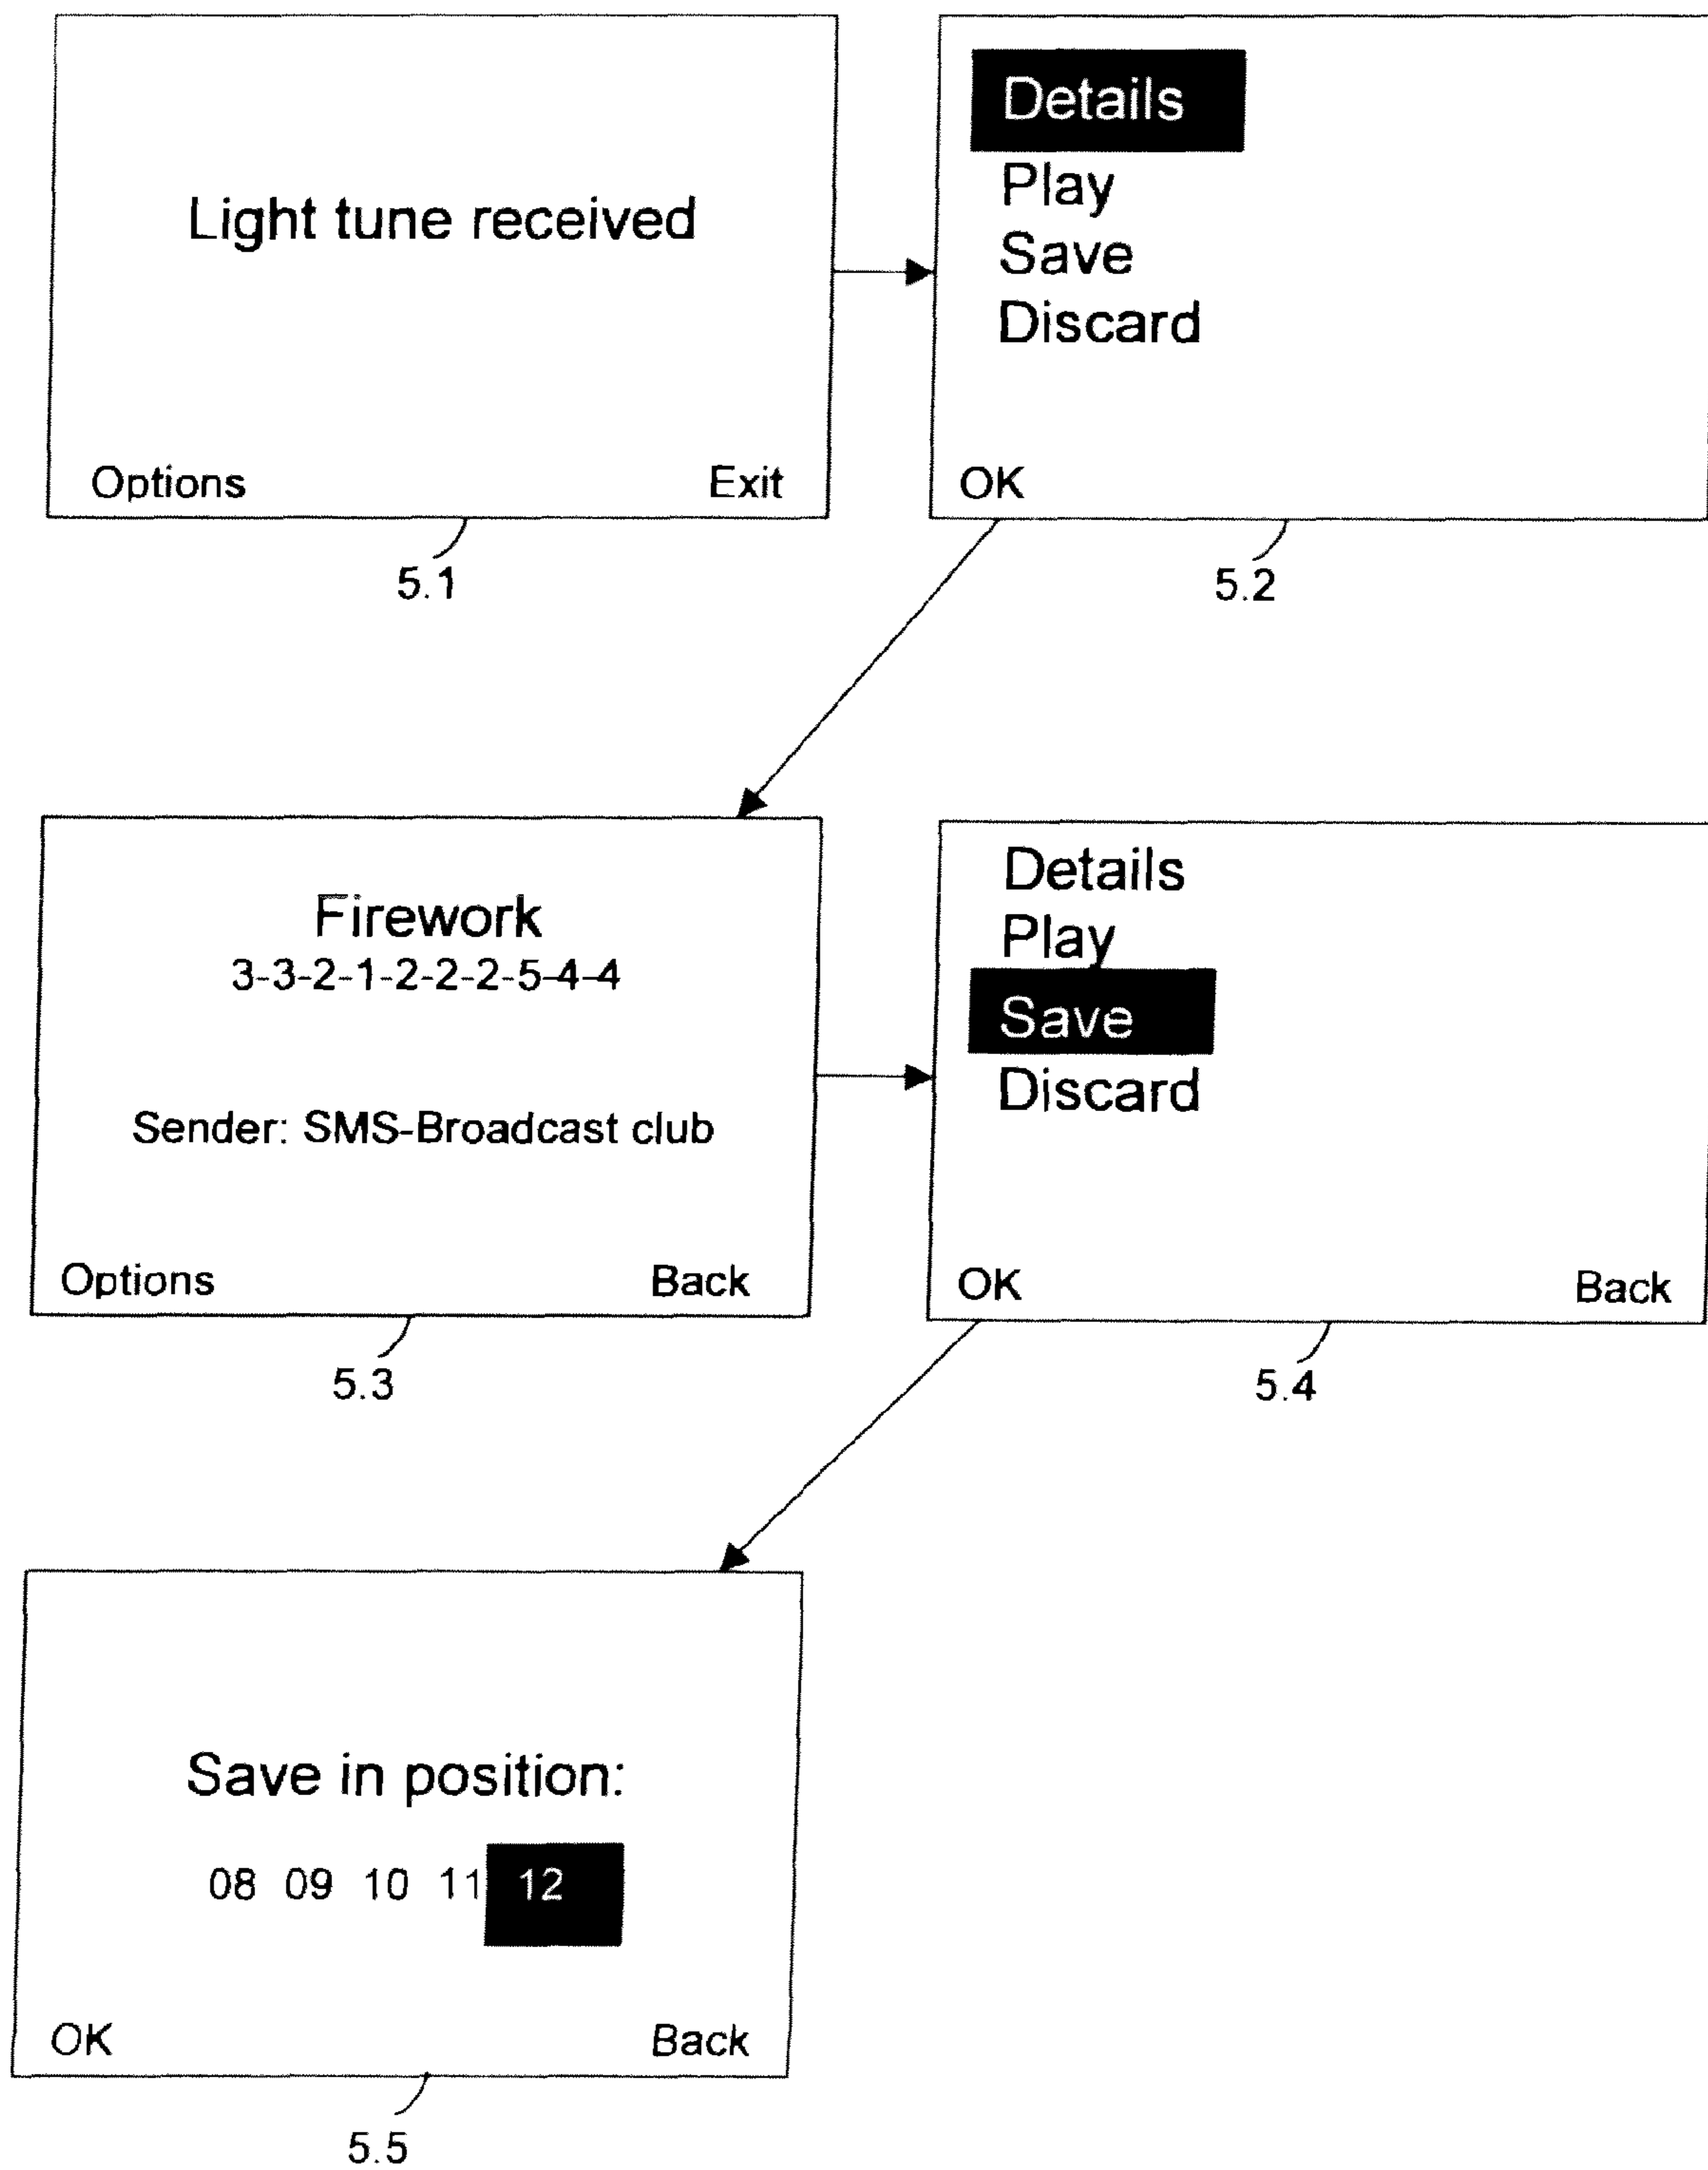 Light tune received
Options Exit
5.1
Details
Play
Save
Discard
OK
5.2
Firework
3-3-2-1-2-2-2-5-4-4
Sender: SMS-Broadcast club
Options Back
5.3
Details
Play
Save
Discard
OK Back
5.4
Save in position:
08 09 10 11 12
OK Back
5.5